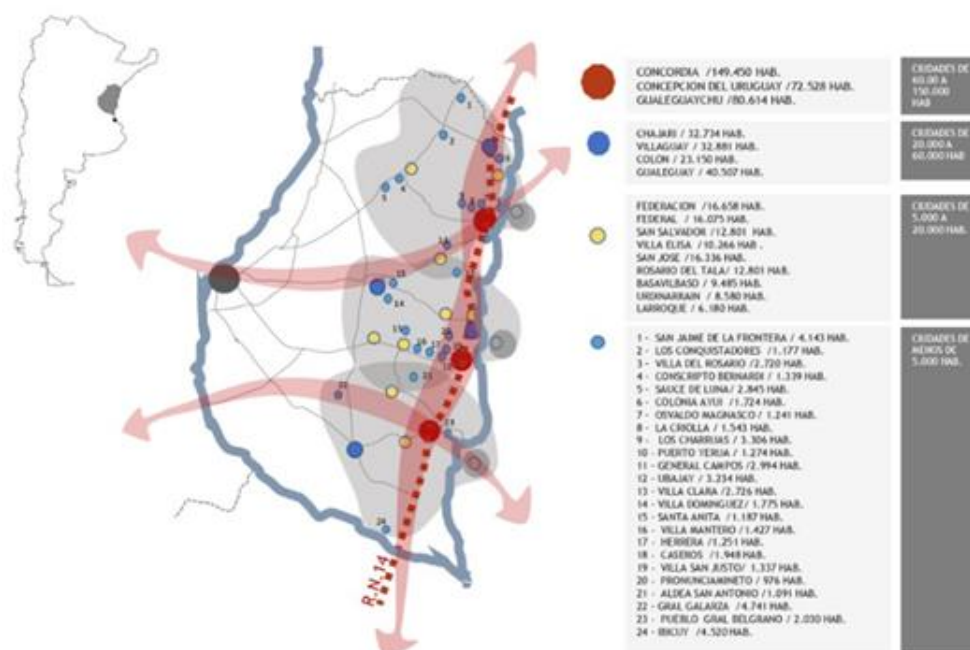 CONCORDIA /149.450 HAB.
CONCEPCION DEL URUGUAY /72.528 HAB.
GUALEGUAYCHU /80.614 HAB.
CIUDADES DE
60.00 A
150.000
HAB
CHAJARI / 32.734 HAB.
VILLAGUAY / 32.881 HAB.
COLON / 23.150 HAB.
GUALEGUAY / 40.507 HAB.
CIUDADES DE
20.000 A
60.000 HAB
FEDERACION /16.658 HAB.
FEDERAL / 16.075 HAB.
SAN SALVADOR /12.801 HAB.
VILLA ELISA /10.266 HAB.
SAN JOSE /16.336 HAB.
ROSARIO DEL TALA/ 12.801 HAB.
BASAVILBASO / 9.485 HAB.
URDINARRAIN / 8.580 HAB.
LARROQUE / 6.180 HAB.
CIUDADES DE
5.000 A
20.000 HAB.
1 - SAN JAIME DE LA FRONTERA / 4.143 HAB.
2 - LOS CONQUISTADORES /1.177 HAB.
3 - VILLA DEL ROSARIO /2.720 HAB.
4 - CONSCRIPTO BERNARDI / 1.339 HAB.
5 - SAUCE DE LUNA/ 2.845 HAB.
6 - COLONIA AYUI /1.724 HAB.
7 - OSVALDO MAGNASCO / 1.241 HAB.
8 - LA CRIOLLA / 1.543 HAB.
9 - LOS CHARRUAS / 3.306 HAB.
10 - PUERTO YERUA / 1.274 HAB.
11 - GENERAL CAMPOS /2.994 HAB.
12 - UBAJAY / 3.234 HAB.
13 - VILLA CLARA /2.726 HAB.
14 - VILLA DOMINGUEZ/ 1.775 HAB.
15 - SANTA ANITA /1.187 HAB.
16 - VILLA MANTERO /1.427 HAB.
17 - HERRERA /1.251 HAB.
18 - CASEROS /1.948 HAB.
19 - VILLA SAN JUSTO/ 1.337 HAB.
20 - PRONUNCIAMINETO / 976 HAB.
21 - ALDEA SAN ANTONIO /1.091 HAB.
22 - GRAL GALARZA /4.741 HAB.
23 - PUEBLO GRAL BELGRANO / 2.030 HAB.
24 - IBICUY /4.520 HAB.
CIUDADES DE
MENOS DE
5.000 HAB.
1
2
4
5
13
14
22
23
24
R.N.14